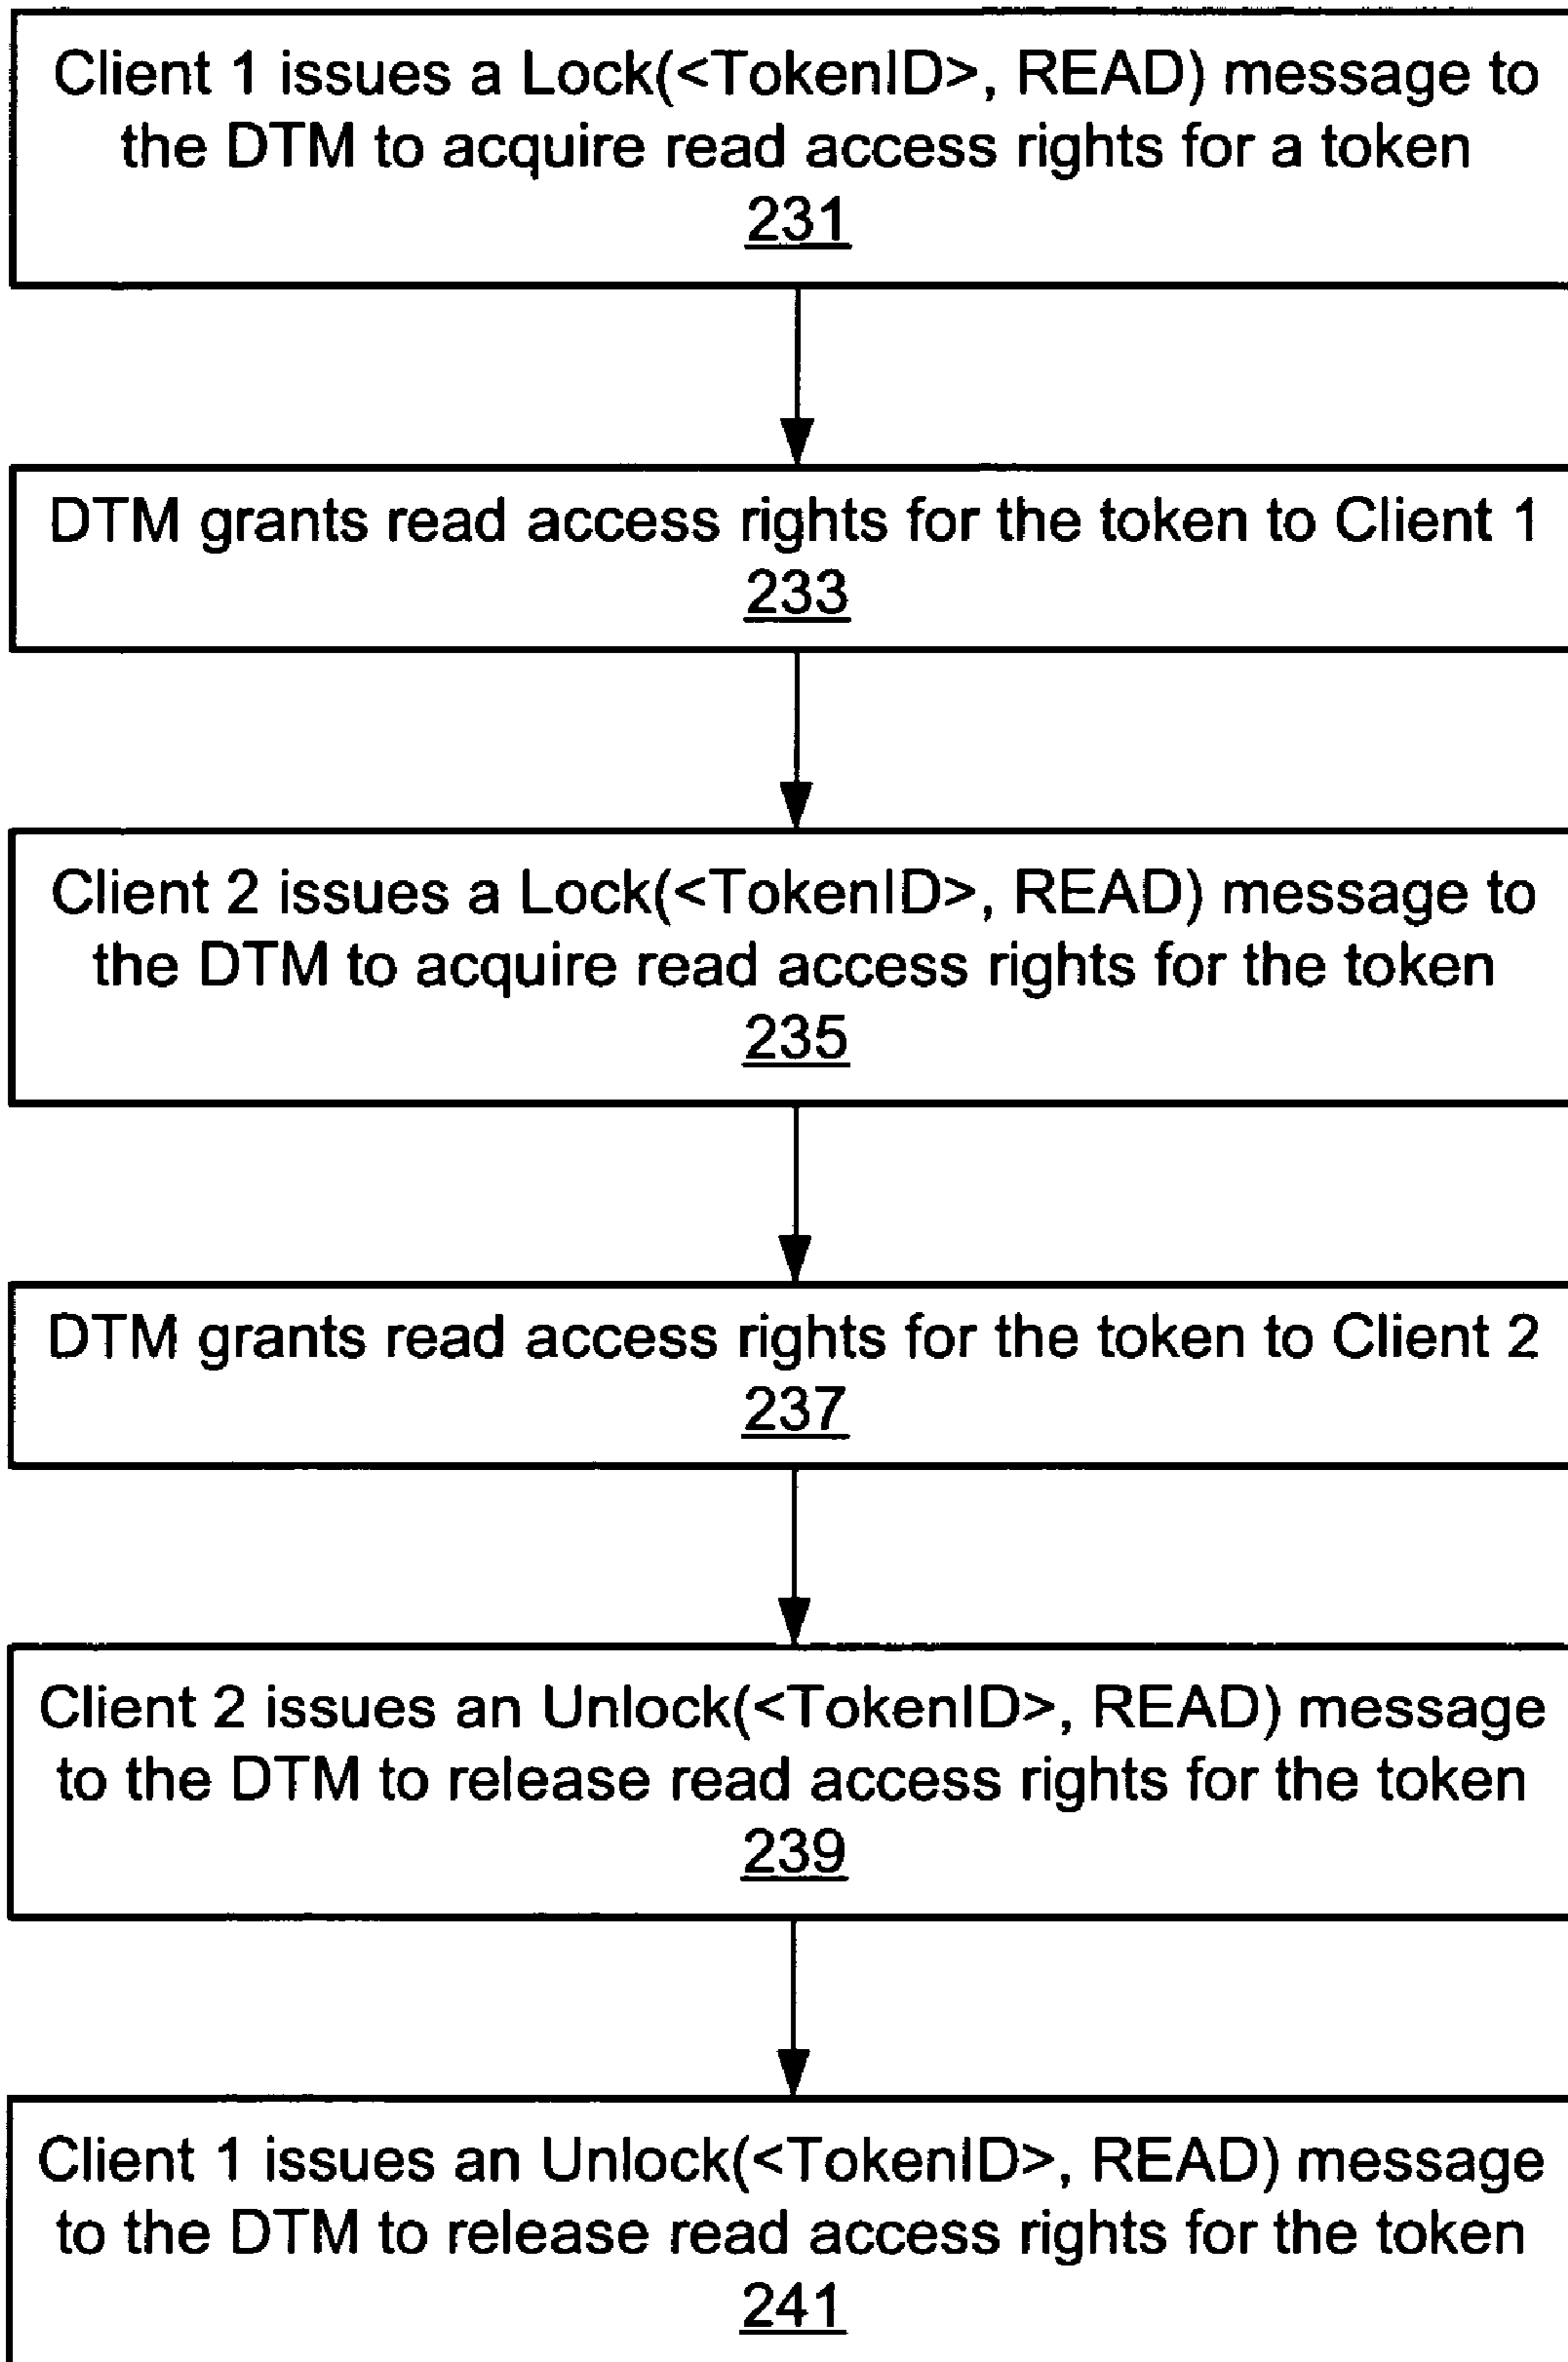 Client 1 issues a Lock(<TokenID>, READ) message to
the DTM to acquire read access rights for a token
231
DTM grants read access rights for the token to Client 1
233
Client 2 issues a Lock(<TokenID>, READ) message to
the DTM to acquire read access rights for the token
235
DTM grants read access rights for the token to Client 2
237
Client 2 issues an Unlock(<TokenID>, READ) message
to the DTM to release read access rights for the token
239
Client 1 issues an Unlock(<TokenID>, READ) message
to the DTM to release read access rights for the token
241